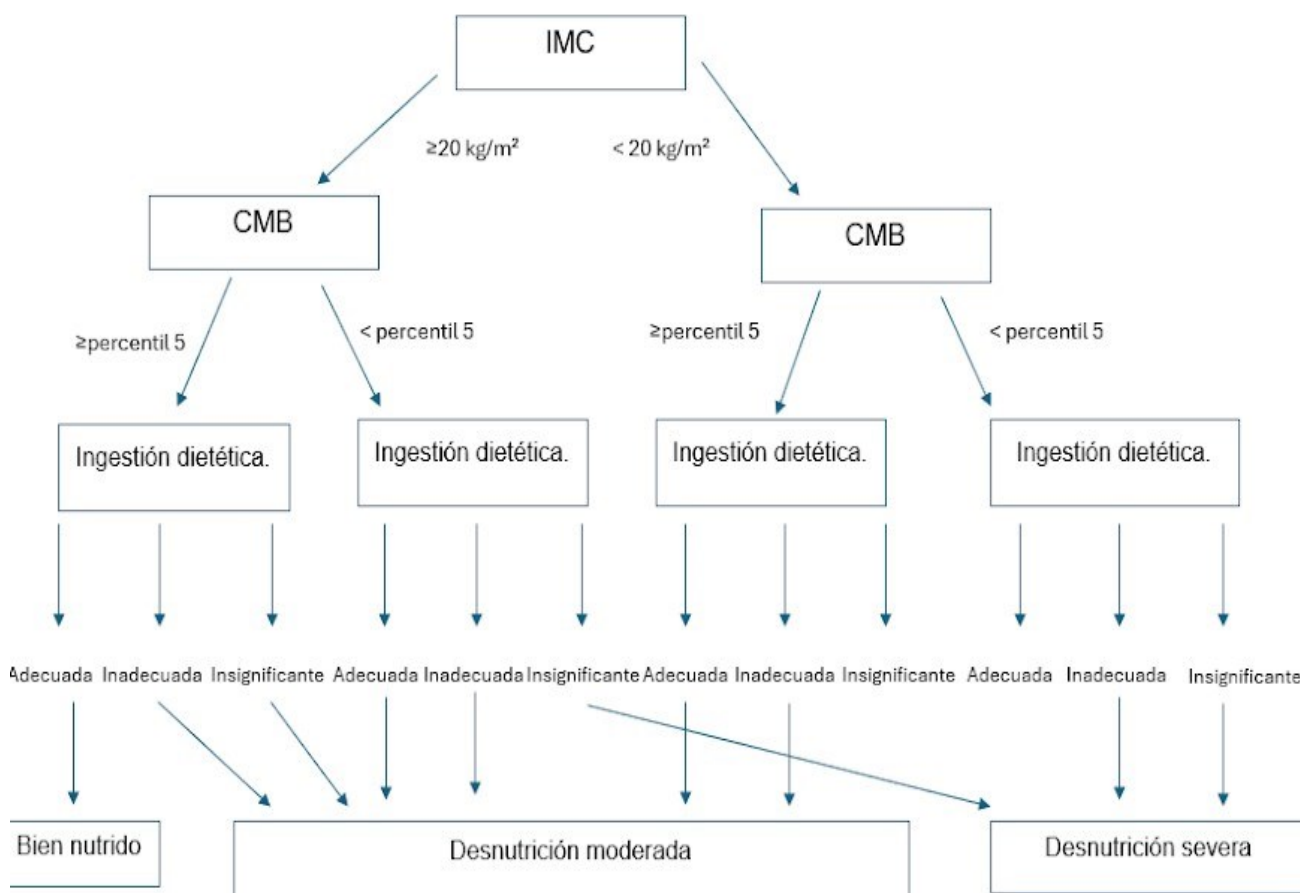 IMC
≥20 kg/m²
< 20 kg/m²
CMB
CMB
≥percentil 5
< percentil 5
≥percentil 5
< percentil 5
Ingestión dietética.
Ingestión dietética.
Ingestión dietética.
Ingestión dietética.
Adecuada Inadecuada Insignificante Adecuada Inadecuada Insignificante Adecuada Inadecuada Insignificante Adecuada Inadecuada Insignificante
Bien nutrido
Desnutrición moderada
Desnutrición severa